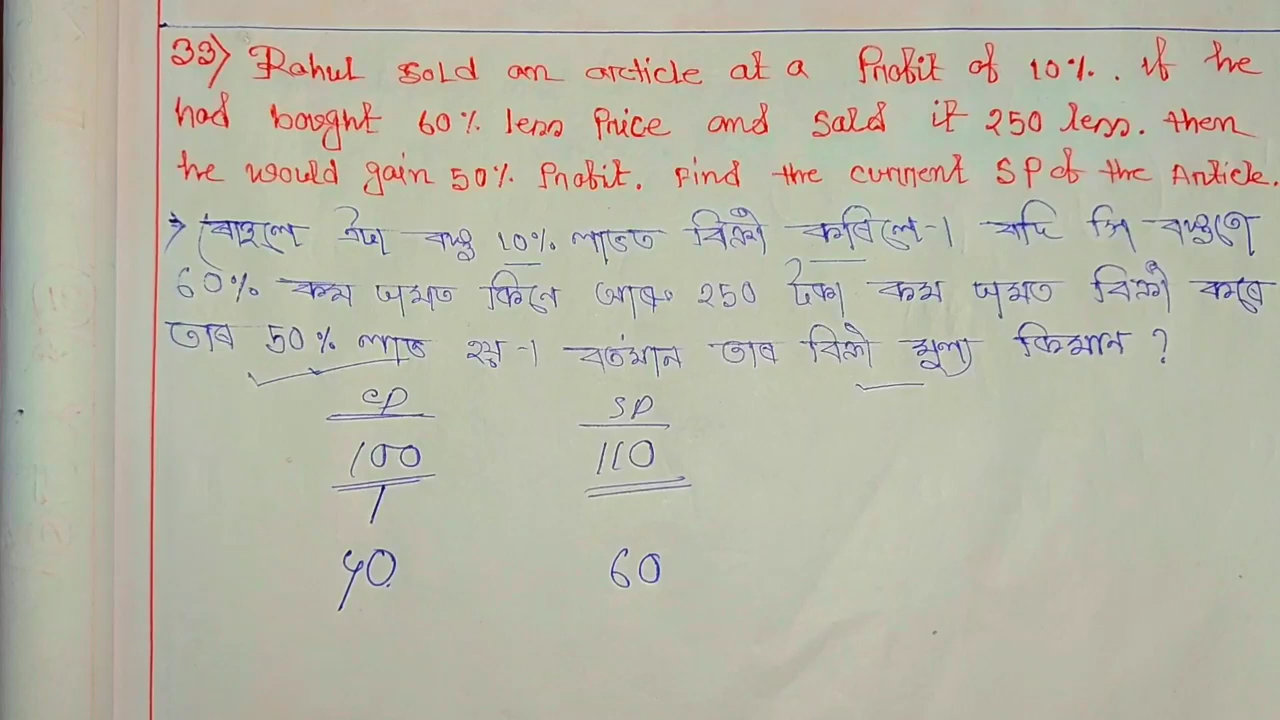 33) Rahul sold an article at a Profit of 10%. if he
had bought 60% less Price and sold it 250 less. then
he would gain 50% Profit. Find the current SP of the Article.
→ বস্তু 10% লাভত বিক্ৰী কৰিলে। যদি সি বস্তুটো
60% কম দামত কিনে আৰু 250 টকা কম দামত বিক্ৰী কৰে
তাৰ 50% লাভ হয়। বৰ্তমান তাৰ বিক্ৰী মূল্য কিমান ?
CP SP
100 110
40 60